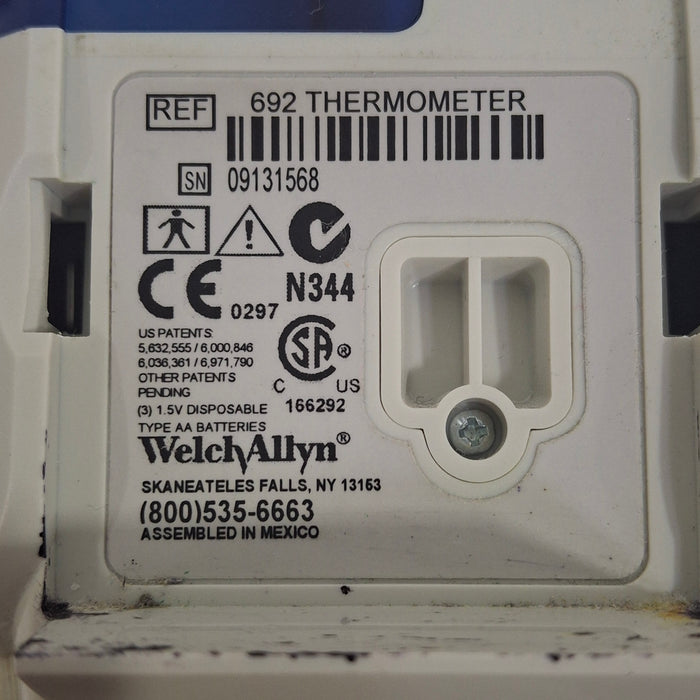 REF 692 THERMOMETER
SN 09131568
CE 0297 N344
US PATENTS
5,632,555 / 6,000,846
6,036,361 / 6,971,790
OTHER PATENTS
PENDING
SA ®
C US
166292
(3) 1.5V DISPOSABLE
TYPE AA BATTERIES
WelchAllyn®
SKANEATELES FALLS, NY 13153
(800)535-6663
ASSEMBLED IN MEXICO